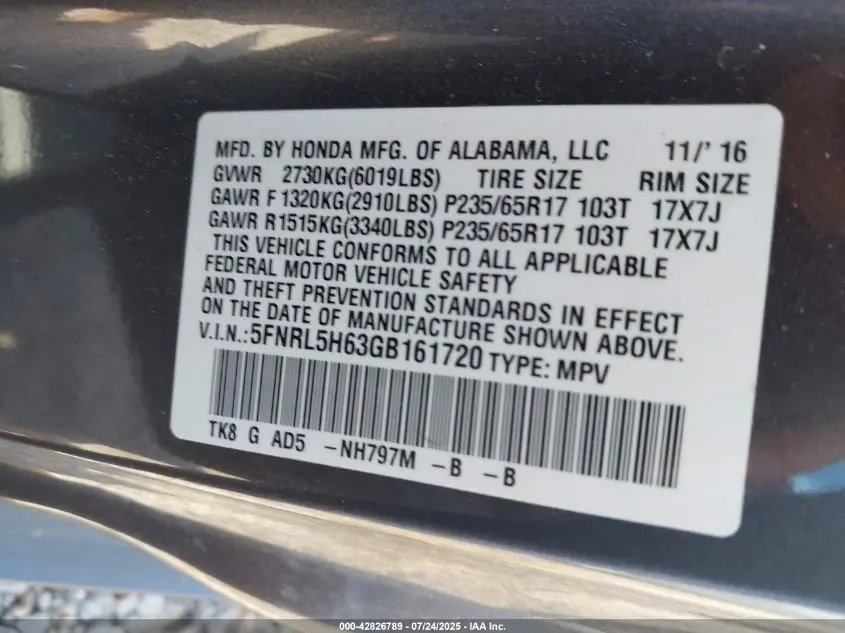 MFD. BY HONDA MFG. OF ALABAMA, LLC 11/' 16
GVWR 2730KG(6019LBS) TIRE SIZE RIM SIZE
GAWR F 1320KG(2910LBS) P235/65R17 103T 17X7J
GAWR R1515KG(3340LBS) P235/65R17 103T 17X7J
THIS VEHICLE CONFORMS TO ALL APPLICABLE
FEDERAL MOTOR VEHICLE SAFETY
AND THEFT PREVENTION STANDARDS IN EFFECT
ON THE DATE OF MANUFACTURE SHOWN ABOVE.
V.I.N.:5FNRL5H63GB161720 TYPE: MPV
TK8 G AD5 -NH797M -B -B
000-42826789 - 07/24/2025 - IAA Inc.